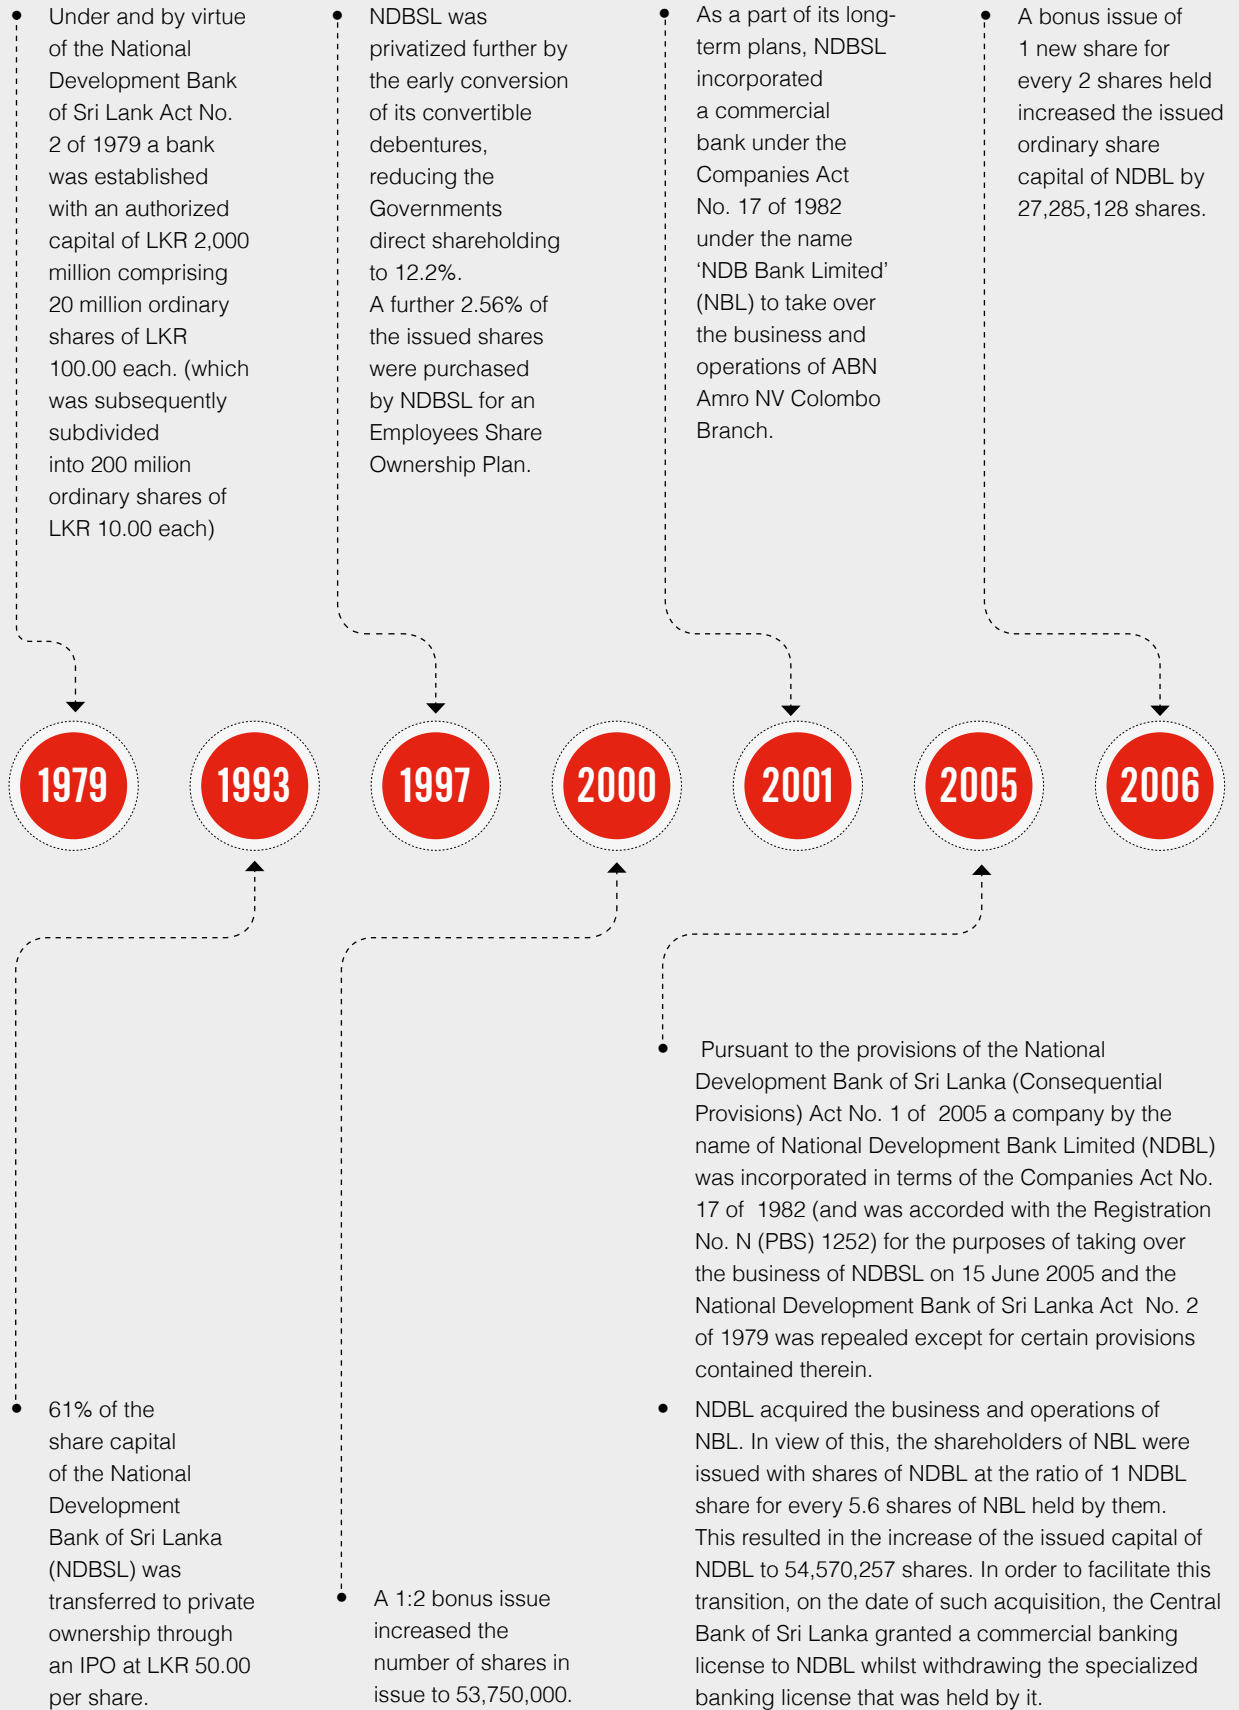 Under and by virtue
of the National
Development Bank
of Sri Lank Act No.
2 of 1979 a bank
was established
with an authorized
capital of LKR 2,000
million comprising
20 million ordinary
shares of LKR
100.00 each. (which
was subsequently
subdivided
into 200 milion
ordinary shares of
LKR 10.00 each)
NDBSL was
privatized further by
the early conversion
of its convertible
debentures,
reducing the
Governments
direct shareholding
to 12.2%.
A further 2.56% of
the issued shares
were purchased
by NDBSL for an
Employees Share
Ownership Plan.
As a part of its long-
term plans, NDBSL
incorporated
a commercial
bank under the
Companies Act
No. 17 of 1982
under the name
‘NDB Bank Limited’
(NBL) to take over
the business and
operations of ABN
Amro NV Colombo
Branch.
A bonus issue of
1 new share for
every 2 shares held
increased the issued
ordinary share
capital of NDBL by
27,285,128 shares.
1979
1993
1997
2000
2001
2005
2006
61% of the
share capital
of the National
Development
Bank of Sri Lanka
(NDBSL) was
transferred to private
ownership through
an IPO at LKR 50.00
per share.
A 1:2 bonus issue
increased the
number of shares in
issue to 53,750,000.
Pursuant to the provisions of the National
Development Bank of Sri Lanka (Consequential
Provisions) Act No. 1 of 2005 a company by the
name of National Development Bank Limited (NDBL)
was incorporated in terms of the Companies Act No.
17 of 1982 (and was accorded with the Registration
No. N (PBS) 1252) for the purposes of taking over
the business of NDBSL on 15 June 2005 and the
National Development Bank of Sri Lanka Act No. 2
of 1979 was repealed except for certain provisions
contained therein.
NDBL acquired the business and operations of
NBL. In view of this, the shareholders of NBL were
issued with shares of NDBL at the ratio of 1 NDBL
share for every 5.6 shares of NBL held by them.
This resulted in the increase of the issued capital of
NDBL to 54,570,257 shares. In order to facilitate this
transition, on the date of such acquisition, the Central
Bank of Sri Lanka granted a commercial banking
license to NDBL whilst withdrawing the specialized
banking license that was held by it.